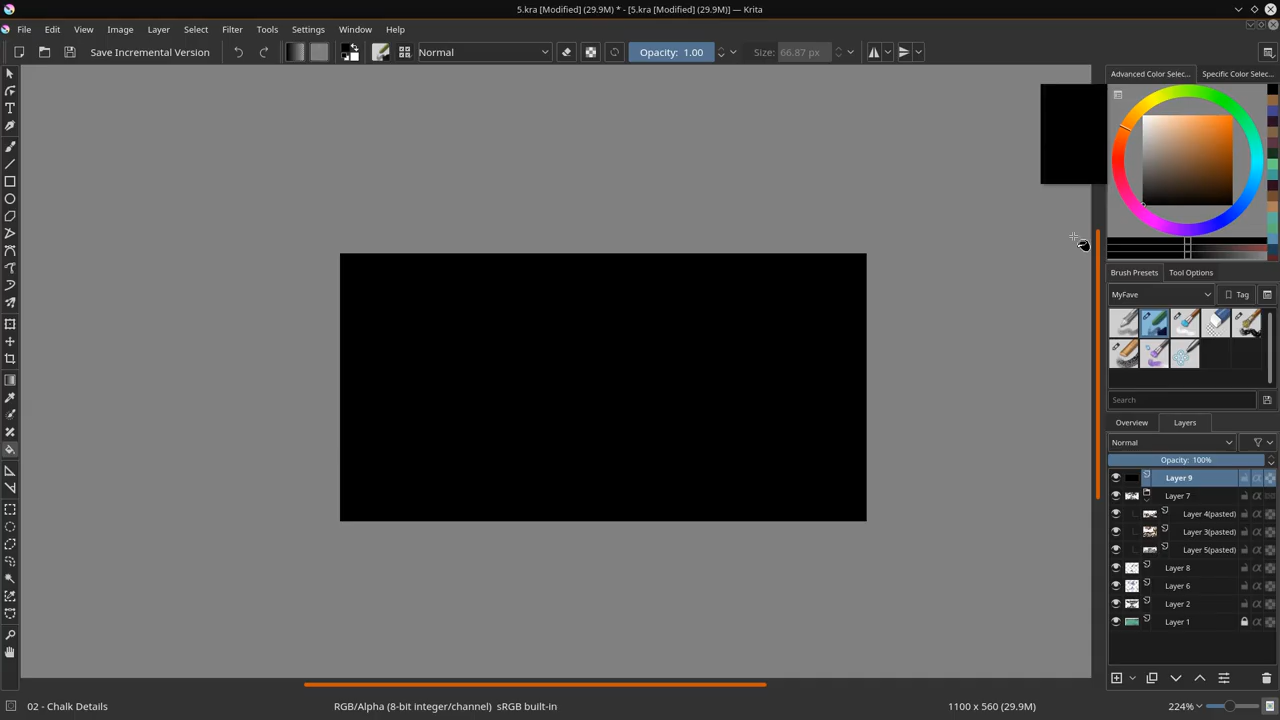 5.kra [Modified] (29.9M) * - [5.kra [Modified] (29.9M)] — Krita
File Edit View Image Layer Select Filter Tools Settings Window Help
Save Incremental Version Normal Opacity: 1.00 Size: 66.87 px
Advanced Color Selec... Specific Color Selec...
Brush Presets Tool Options
MyFave Tag
Search
Overview Layers
Normal
Opacity: 100%
Layer 9
Layer 7
Layer 4(pasted)
Layer 3(pasted)
Layer 5(pasted)
Layer 8
Layer 6
Layer 2
Layer 1
02 - Chalk Details RGB/Alpha (8-bit integer/channel) sRGB built-in 1100 x 560 (29.9M) 224%